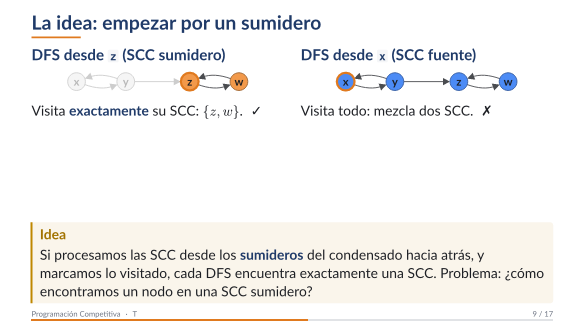 La idea: empezar por un sumidero
DFS desde z (SCC sumidero)
x y z w
Visita exactamente su SCC: {z, w}. ✓
DFS desde x (SCC fuente)
x y z w
Visita todo: mezcla dos SCC. ✗
Idea
Si procesamos las SCC desde los sumideros del condensado hacia atrás, y
marcamos lo visitado, cada DFS encuentra exactamente una SCC. Problema: ¿cómo
encontramos un nodo en una SCC sumidero?
Programación Competitiva · T
9 / 17